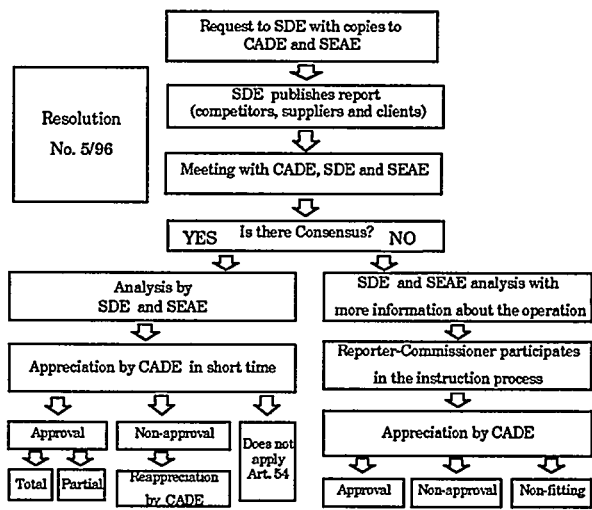 Request to SDE with copies to
CADE and SEAE
SDE publishes report
(competitors, suppliers and clients)
Resolution
No. 5/96
Meeting with CADE, SDE and SEAE
Is there Consensus?
YES
NO
Analysis by
SDE and SEAE
SDE and SEAE analysis with
more information about the operation
Appreciation by CADE in short time
Reporter-Commissioner participates
in the instruction process
Approval
Non-approval
Does not
apply
Art. 54
Total
Partial
Reappreciation
by CADE
Appreciation by CADE
Approval
Non-approval
Non-fitting